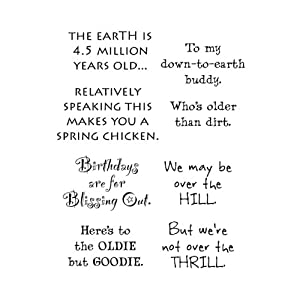 THE EARTH IS
4.5 MILLION
YEARS OLD...
To my
down-to-earth
buddy.
RELATIVELY
SPEAKING THIS
MAKES YOU A
SPRING CHICKEN.
Who's older
than dirt.
Birthdays
are for
Blissing Out.
We may be
over the
HILL.
Here's to
the OLDIE
but GOODIE.
But we're
not over the
THRILL.